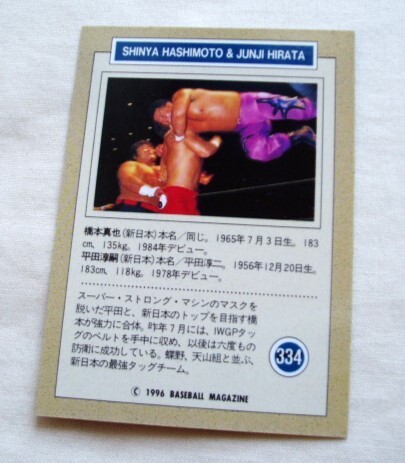 SHINYA HASHIMOTO & JUNJI HIRATA
橋本真也(新日本)本名/同じ。1965年7月3日生。183
cm、135kg。1984年デビュー。
平田淳嗣(新日本)本名/平田淳二。1956年12月20日生。
183cm、118kg。1978年デビュー。
スーパー・ストロング・マシンのマスクを
脱いだ平田と、新日本のトップを目指す橋
本が強力に合体。昨年7月には、IWGPタッ
グのベルトを手中に収め、以後は六度もの
防衛に成功している。蝶野、天山組と並ぶ、
新日本の最強タッグチーム。
334
© 1996 BASEBALL MAGAZINE